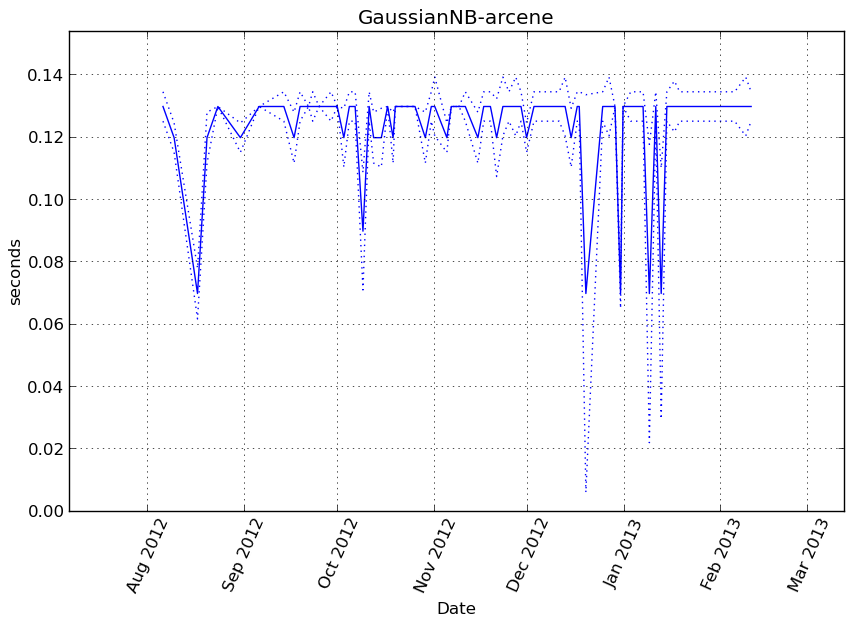 GaussianNB-arcene
seconds
0.14
0.12
0.10
0.08
0.06
0.04
0.02
0.00
Aug 2012
Sep 2012
Oct 2012
Nov 2012
Dec 2012
Jan 2013
Feb 2013
Mar 2013
Date